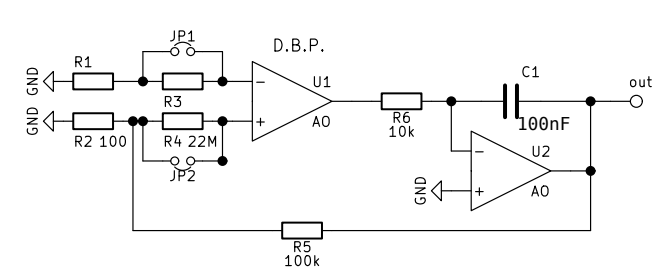 JP1
D.B.P.
R1
GND
R3
U1
AO
C1
100nF
out
GND
R2 100
R4 22M
JP2
R6
10k
U2
AO
GND
R5
100k